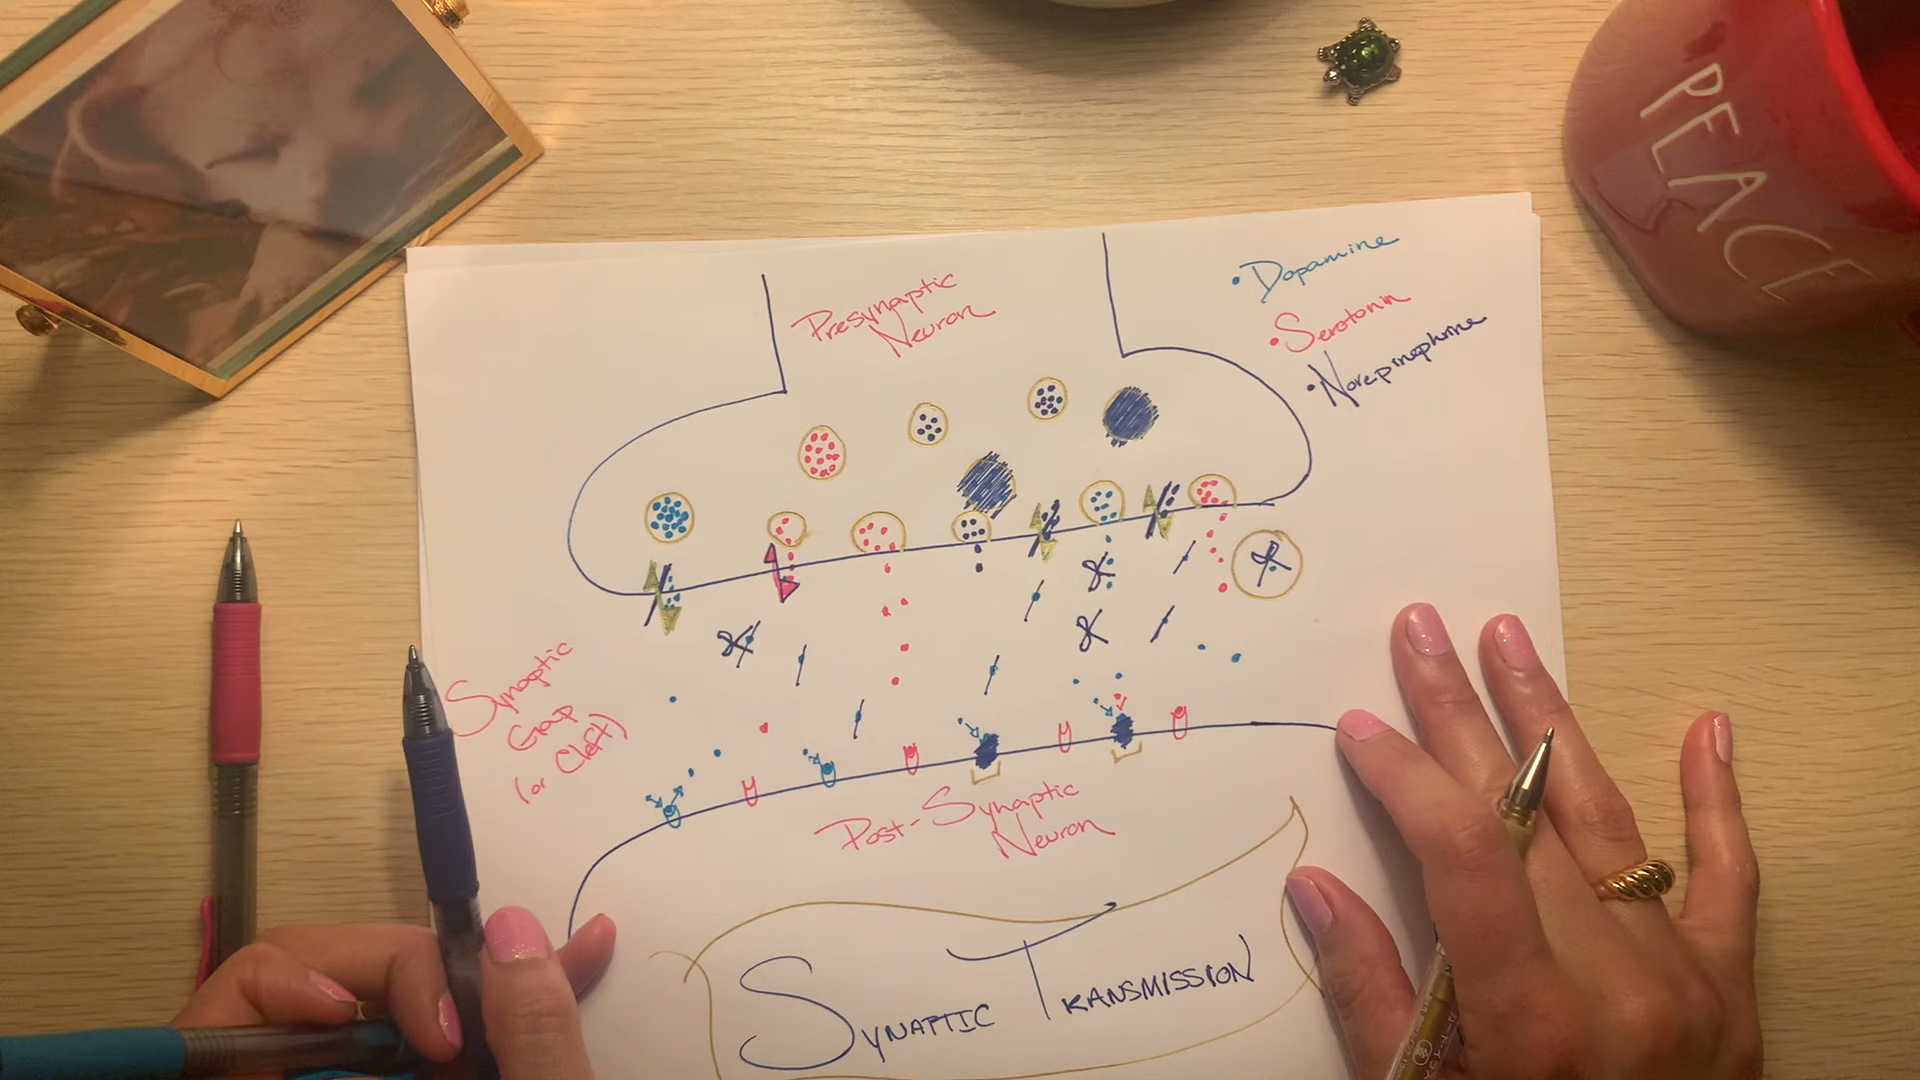 PEACE
Presynaptic
Neuron
Dopamine
Serotonin
Norepinephrine
Synaptic
Gap
(or Cleft)
Post-Synaptic
Neuron
SYNAPTIC TRANSMISSION